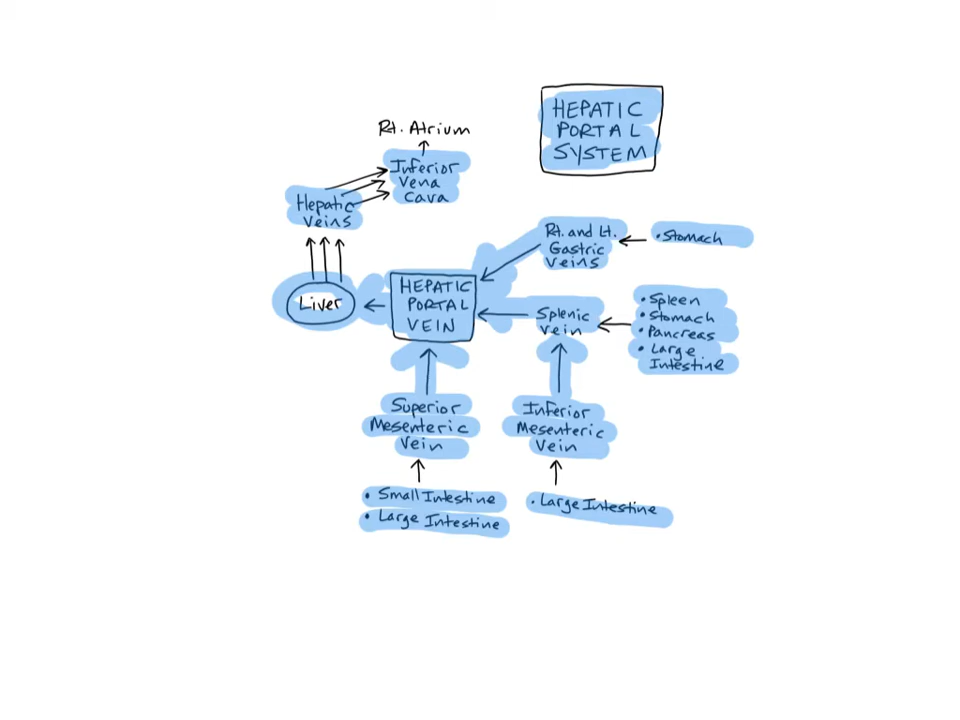 HEPATIC
PORTAL
SYSTEM
Rt. Atrium
Inferior
Vena
Cava
Hepatic
Veins
Rt. and Lt.
Gastric
Veins
• Stomach
Liver
HEPATIC
PORTAL
VEIN
Splenic
Vein
• Spleen
• Stomach
• Pancreas
• Large
Intestine
Superior
Mesenteric
Vein
Inferior
Mesenteric
Vein
• Small Intestine
• Large Intestine
• Large Intestine